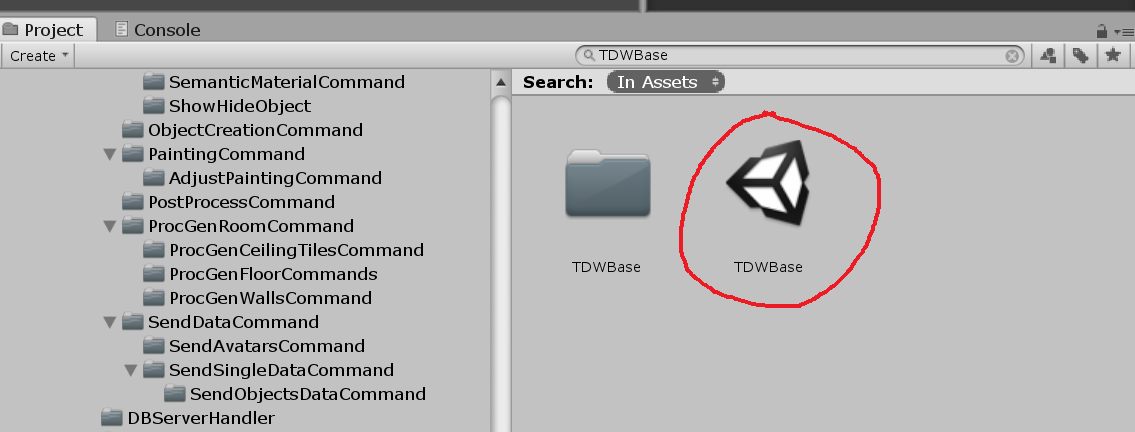 Project
Console
Create
TDWBase
SemanticMaterialCommand
ShowHideObject
ObjectCreationCommand
PaintingCommand
AdjustPaintingCommand
PostProcessCommand
ProcGenRoomCommand
ProcGenCeilingTilesCommand
ProcGenFloorCommands
ProcGenWallsCommand
SendDataCommand
SendAvatarsCommand
SendSingleDataCommand
SendObjectsDataCommand
DBServerHandler
Search: In Assets
TDWBase
TDWBase